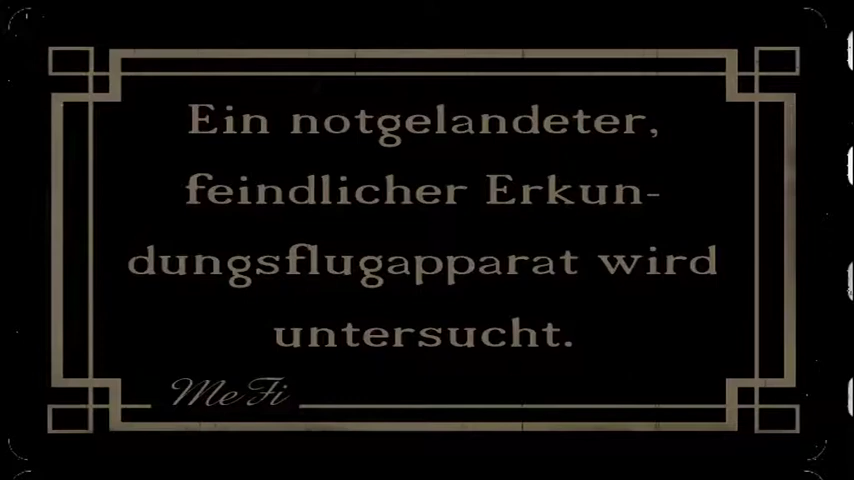 Ein notgelandeter,
feindlicher Erkun-
dungsflugapparat wird
untersucht.
MeFi